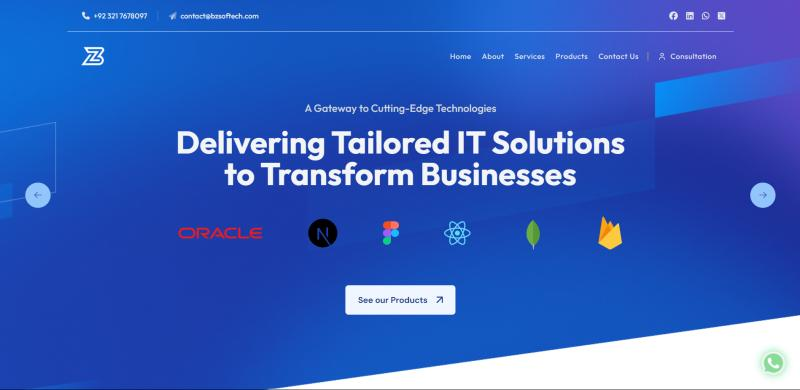 +92 321 7678097
contact@bzsoftech.com
Home About Services Products Contact Us Consultation
A Gateway to Cutting-Edge Technologies
Delivering Tailored IT Solutions
to Transform Businesses
ORACLE
See our Products